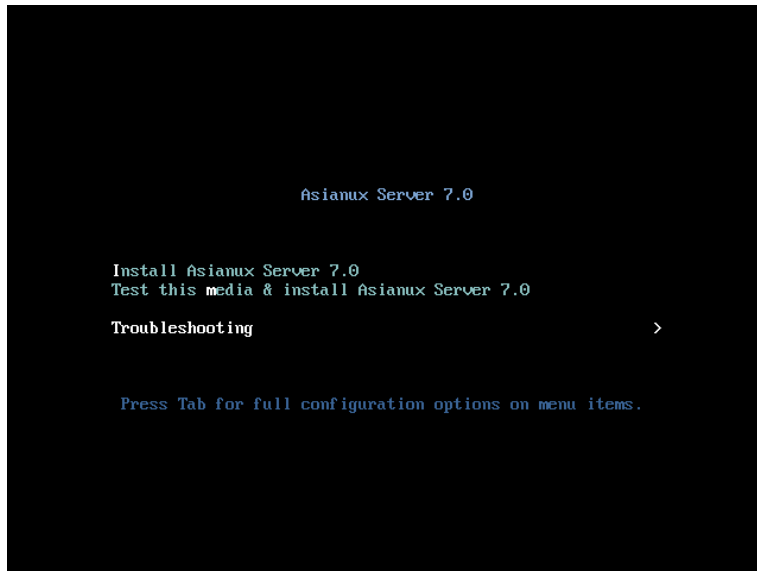 Asianux Server 7.0
Install Asianux Server 7.0
Test this media & install Asianux Server 7.0
Troubleshooting >
Press Tab for full configuration options on menu items.